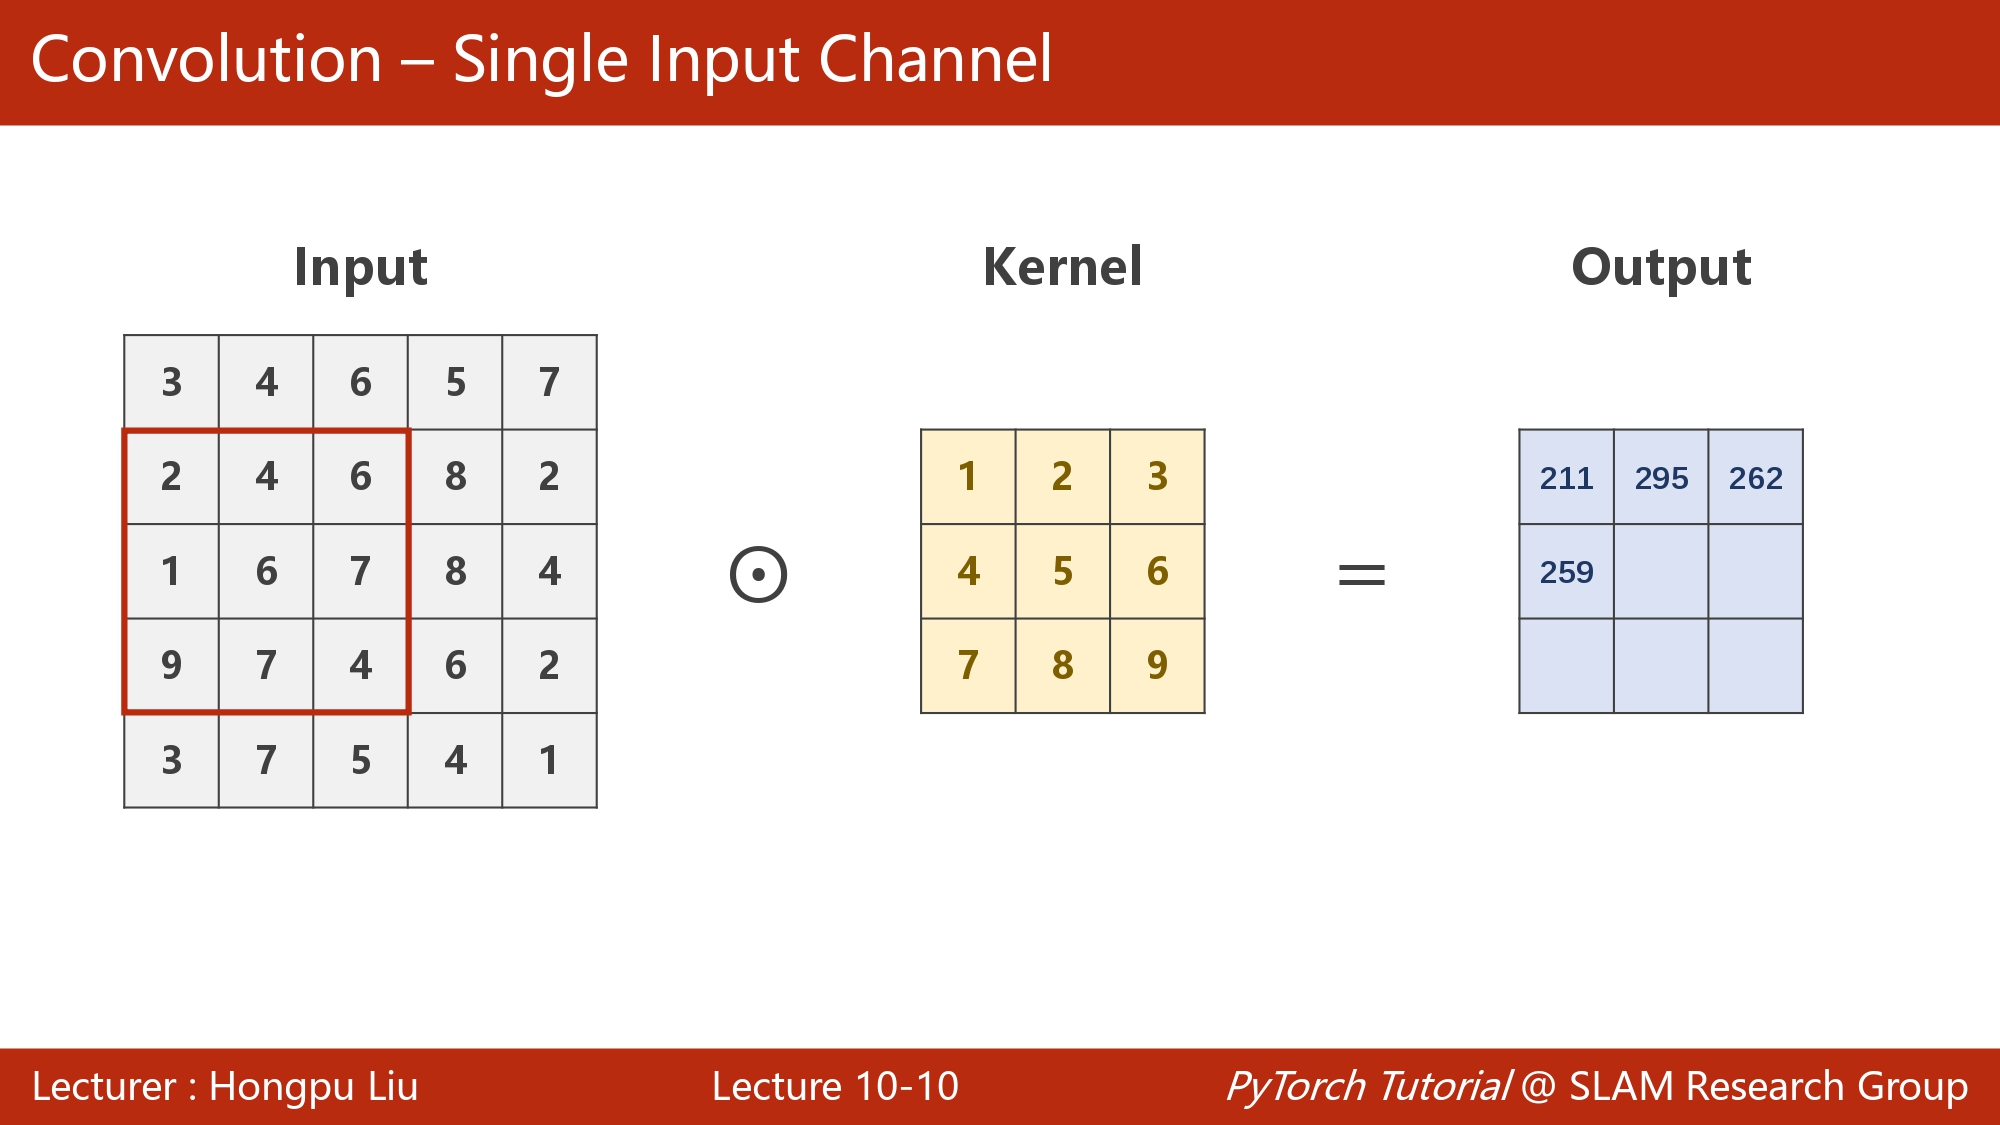 Convolution – Single Input Channel
Input
Kernel
Output
3 4 6 5 7
2 4 6 8 2
1 6 7 8 4
9 7 4 6 2
3 7 5 4 1
⊙
1 2 3
4 5 6
7 8 9
=
211 295 262
259
Lecturer : Hongpu Liu
Lecture 10-10
PyTorch Tutorial @ SLAM Research Group